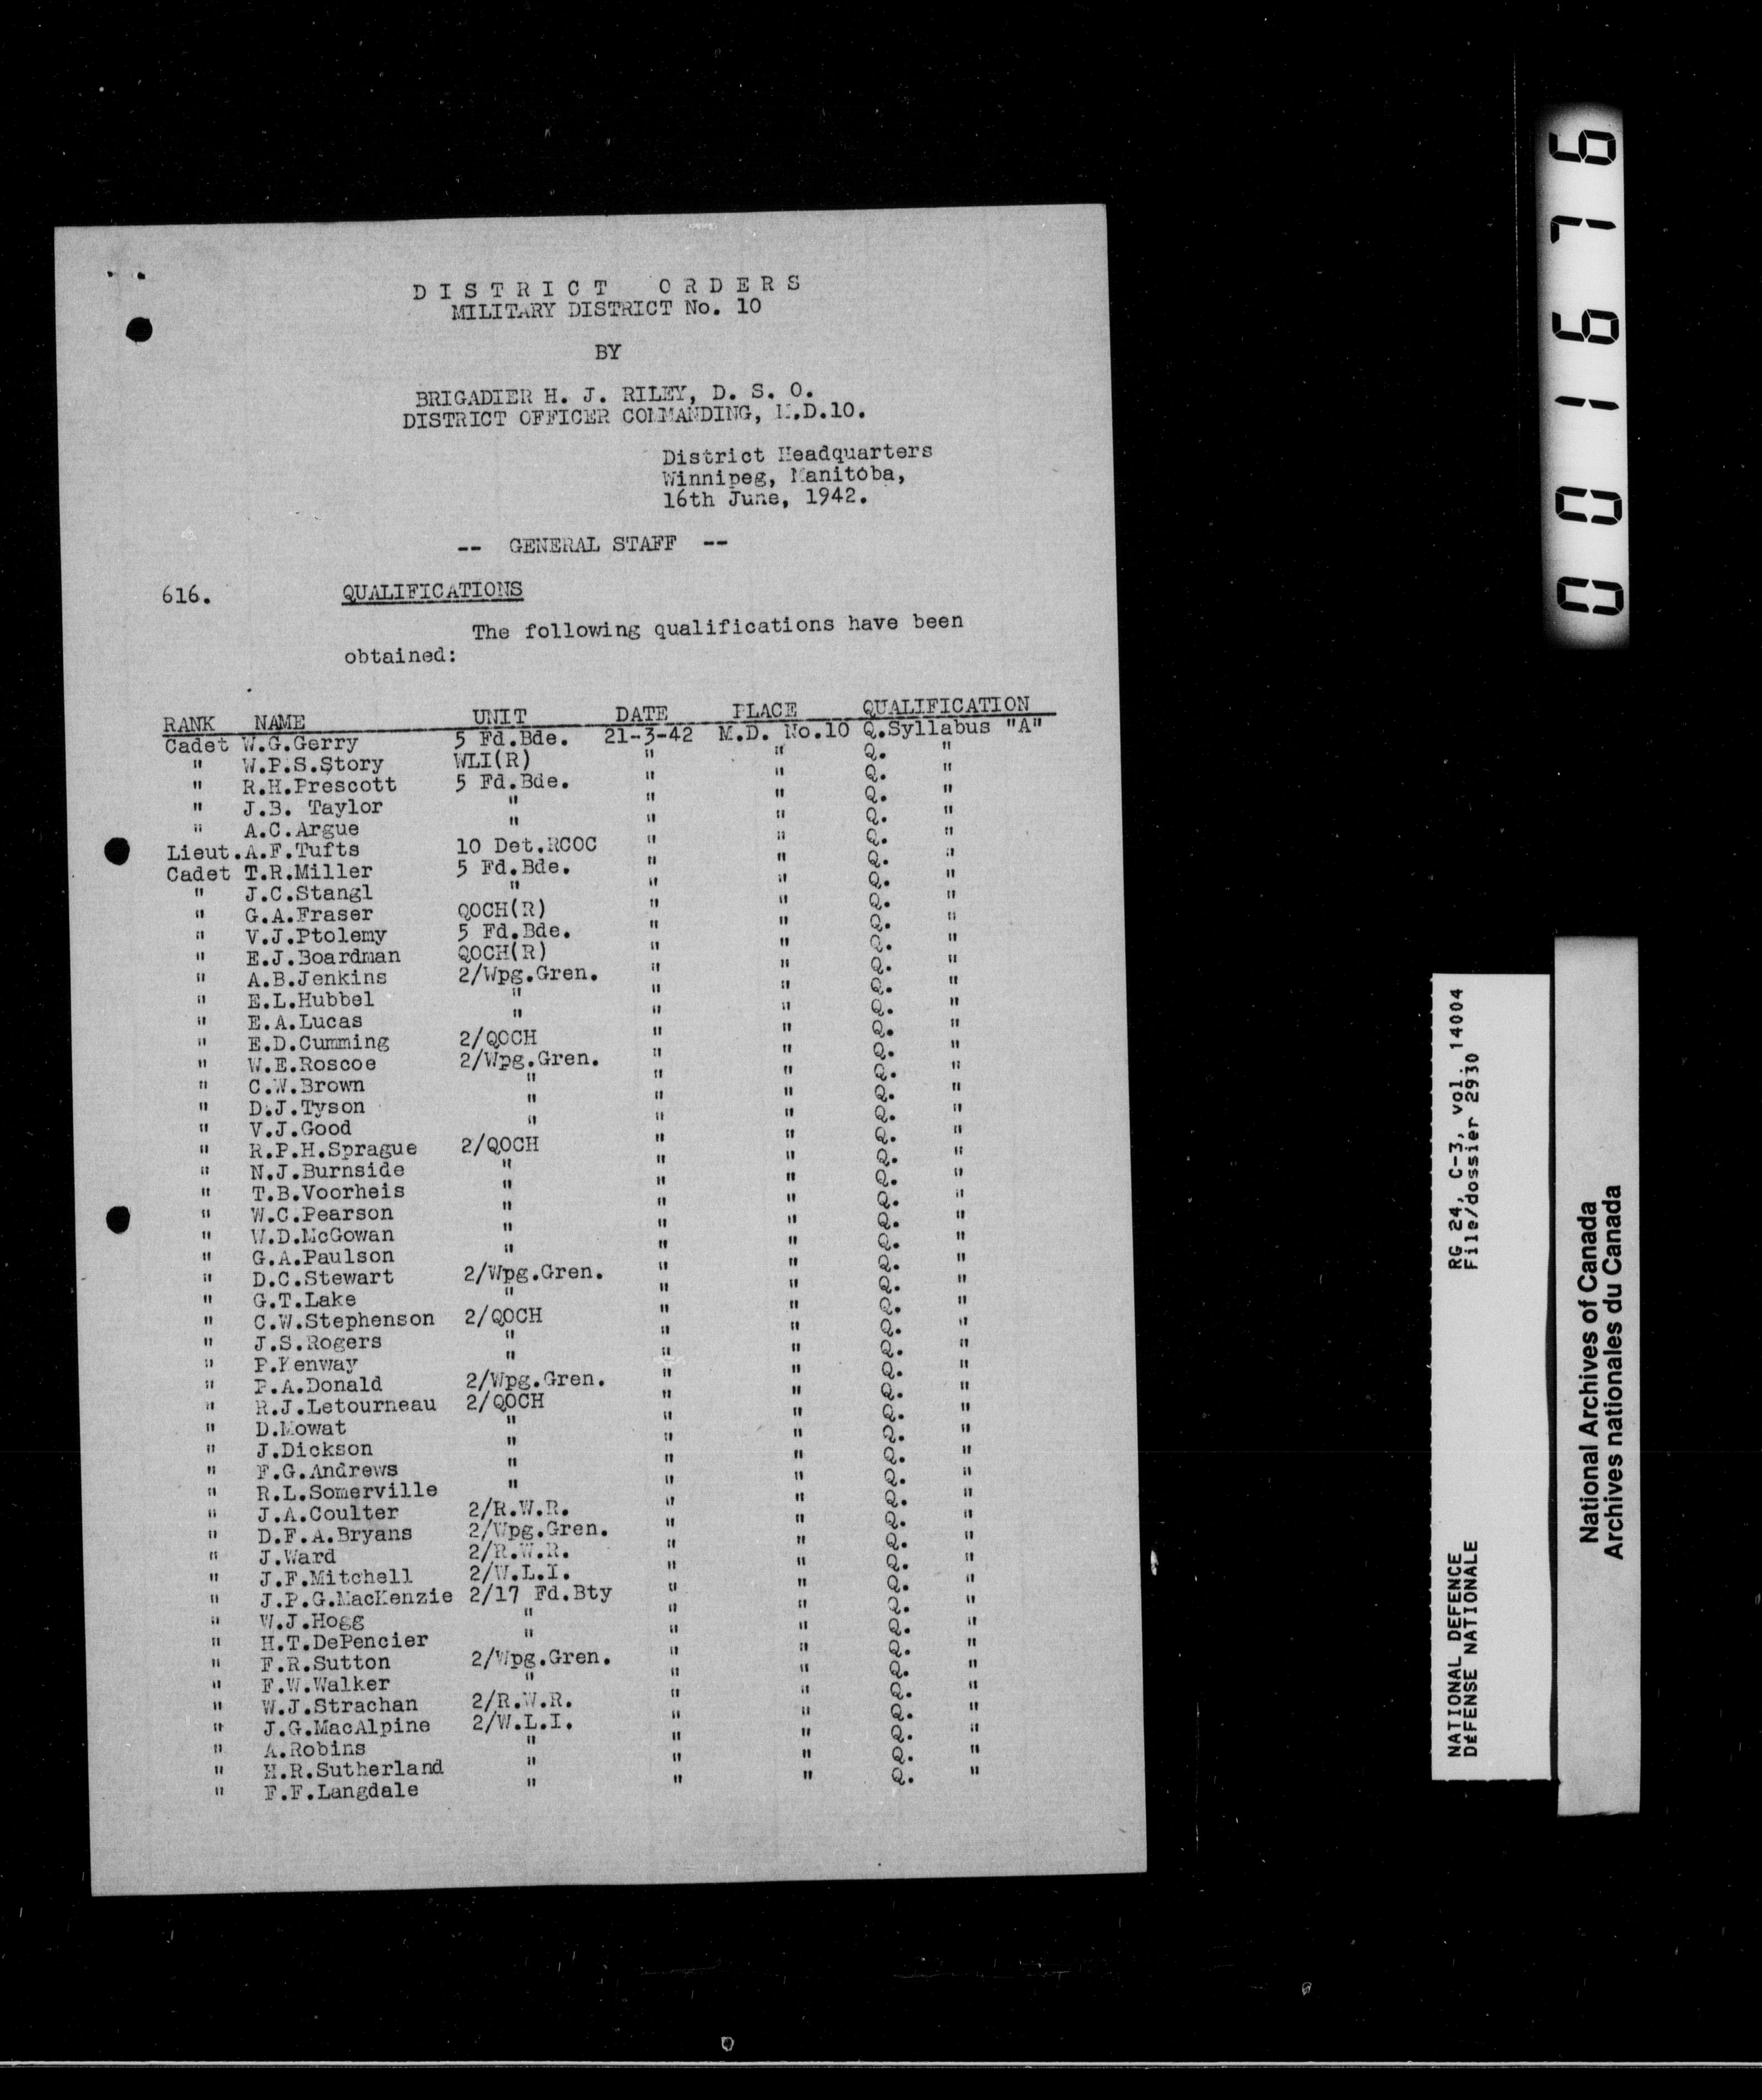 DISTRICT ORDERS
MILITARY DISTRICT No. 10
BY
BRIGADIER H. J. RILEY, D. S. O.
DISTRICT OFFICER COMMANDING, M.D.10.
District Headquarters
Winnipeg, Manitoba,
16th June, 1942.
-- GENERAL STAFF --
616. QUALIFICATIONS
The following qualifications have been
obtained:
RANK NAME UNIT DATE PLACE QUALIFICATION
Cadet W.G.Gerry 5 Fd.Bde. 21-3-42 M.D. No.10 Q.Syllabus "A"
" W.P.S.Story WLI(R) " " Q. "
" R.H.Prescott 5 Fd.Bde. " " Q. "
" J.B. Taylor " " " Q. "
" A.C.Argue " " " Q. "
Lieut.A.F.Tufts 10 Det.RCOC " " Q. "
Cadet T.R.Miller 5 Fd.Bde. " " Q. "
" J.C.Stangl " " " Q. "
" G.A.Fraser QOCH(R) " " Q. "
" V.J.Ptolemy 5 Fd.Bde. " " Q. "
" E.J.Boardman QOCH(R) " " Q. "
" A.B.Jenkins 2/Wpg.Gren. " " Q. "
" E.L.Hubbel " " " Q. "
" E.A.Lucas " " " Q. "
" E.D.Cumming 2/QOCH " " Q. "
" W.E.Roscoe 2/Wpg.Gren. " " Q. "
" C.W.Brown " " " Q. "
" D.J.Tyson " " " Q. "
" V.J.Good " " " Q. "
" R.P.H.Sprague 2/QOCH " " Q. "
" N.J.Burnside " " " Q. "
" T.B.Voorheis " " " Q. "
" W.C.Pearson " " " Q. "
" W.D.McGowan " " " Q. "
" G.A.Paulson " " " Q. "
" D.C.Stewart 2/Wpg.Gren. " " Q. "
" G.T.Lake " " " Q. "
" C.W.Stephenson 2/QOCH " " Q. "
" J.S.Rogers " " " Q. "
" P.Kenway " " " Q. "
" P.A.Donald 2/Wpg.Gren. " " Q. "
" R.J.Letourneau 2/QOCH " " Q. "
" D.Mowat " " " Q. "
" J.Dickson " " " Q. "
" F.G.Andrews " " " Q. "
" R.L.Somerville " " " Q. "
" J.A.Coulter 2/R.W.R. " " Q. "
" D.F.A.Bryans 2/Wpg.Gren. " " Q. "
" J.Ward 2/R.W.R. " " Q. "
" J.F.Mitchell 2/W.L.I. " " Q. "
" J.P.G.MacKenzie 2/17 Fd.Bty " " Q. "
" W.J.Hogg " " " Q. "
" H.T.DePencier " " " Q. "
" F.R.Sutton 2/Wpg.Gren. " " Q. "
" F.W.Walker " " " Q. "
" W.J.Strachan 2/R.W.R. " " Q. "
" J.G.MacAlpine 2/W.L.I. " " Q. "
" A.Robins " " " Q. "
" H.R.Sutherland " " " Q. "
" F.F.Langdale " " " Q. "
001676
NATIONAL DEFENCE RG 24, C-3, vol. 14004
DéFENSE NATIONALE File/dossier 2930
National Archives of Canada
Archives nationales du Canada